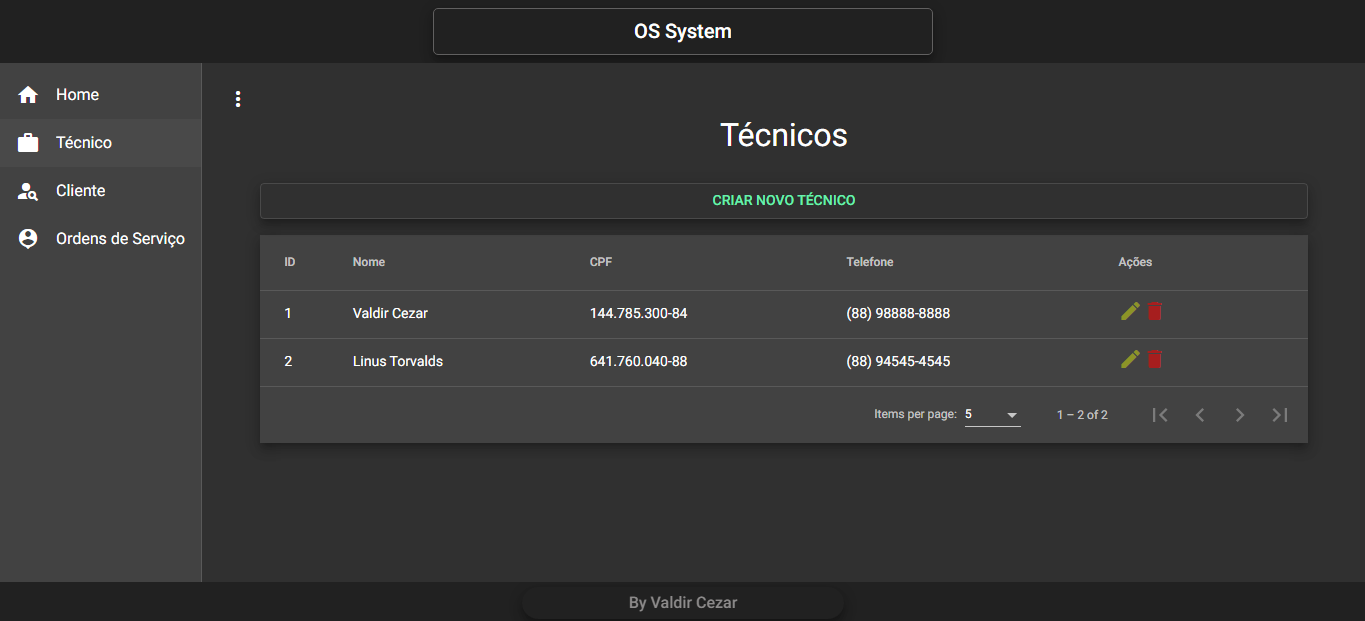 OS System
Home
Técnico
Cliente
Ordens de Serviço
Técnicos
CRIAR NOVO TÉCNICO
ID Nome CPF Telefone Ações
1 Valdir Cezar 144.785.300-84 (88) 98888-8888
2 Linus Torvalds 641.760.040-88 (88) 94545-4545
Items per page: 5 1 – 2 of 2
By Valdir Cezar